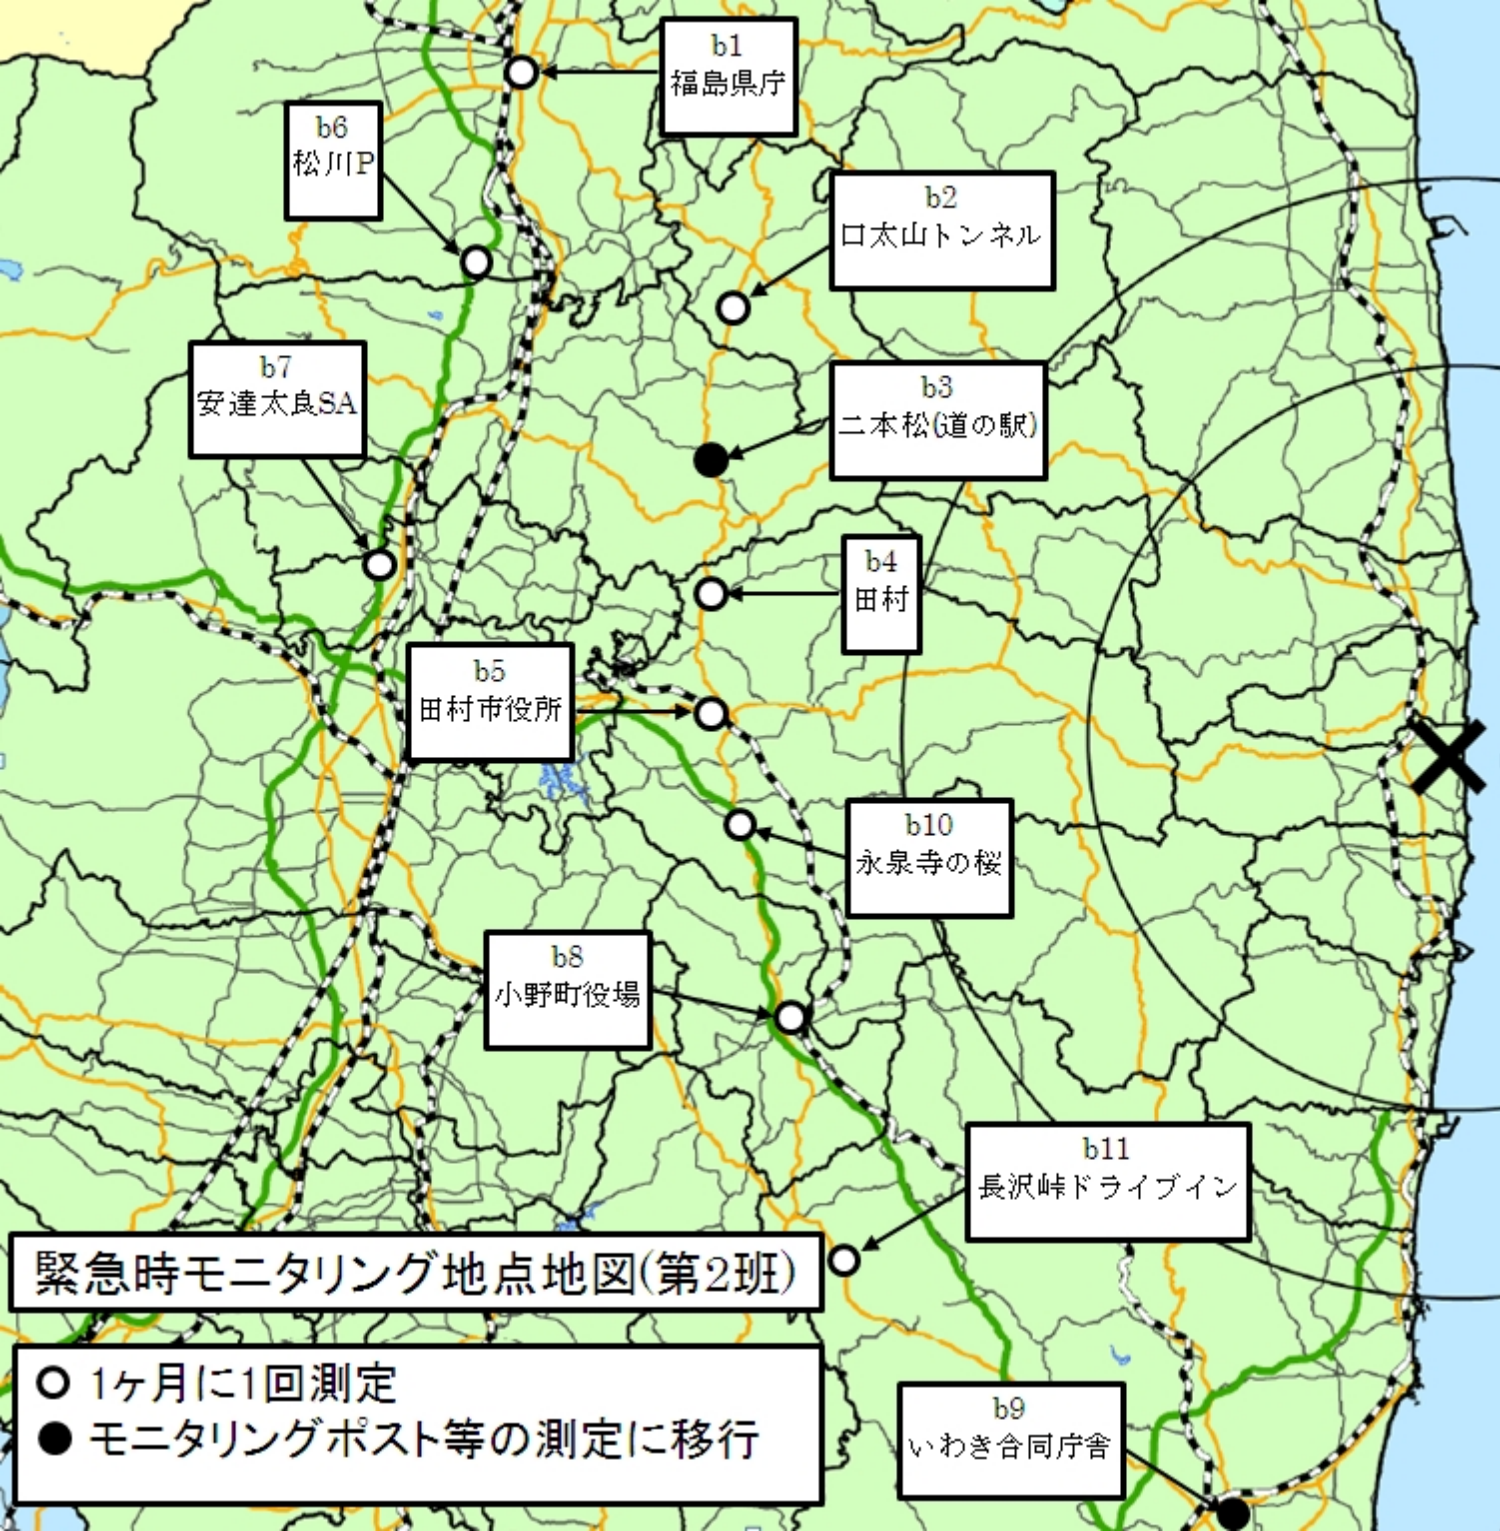 b1
福島県庁
b6
松川P
b2
口太山トンネル
b7
安達太良SA
b3
二本松(道の駅)
b4
田村
b5
田村市役所
b10
永泉寺の桜
b8
小野町役場
b11
長沢峠ドライブイン
緊急時モニタリング地点地図(第2班)
1ヶ月に1回測定
モニタリングポスト等の測定に移行
b9
いわき合同庁舎